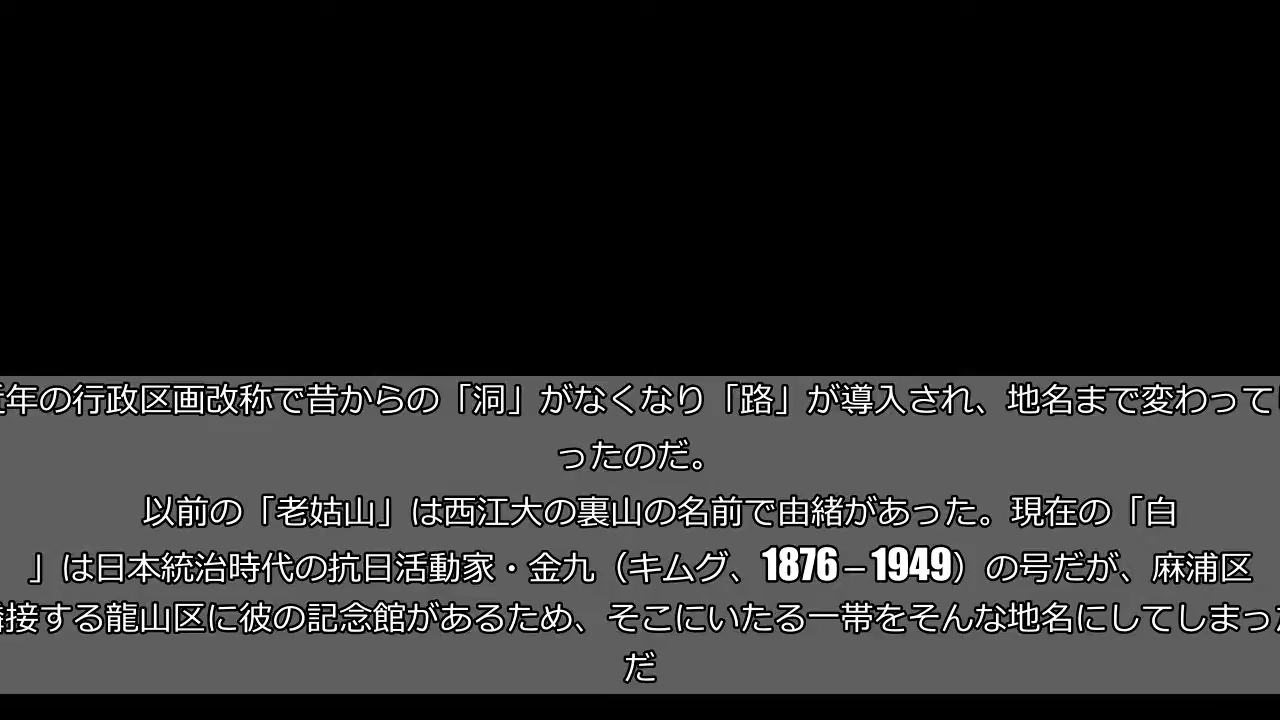 近年の行政区画改称で昔からの「洞」がなくなり「路」が導入され、地名まで変わって
ったのだ。
以前の「老姑山」は西江大の裏山の名前で由緒があった。現在の「白
」は日本統治時代の抗日活動家・金九（キムグ、1876－1949）の号だが、麻浦区
接する龍山区に彼の記念館があるため、そこにいたる一帯をそんな地名にしてしまった
だ